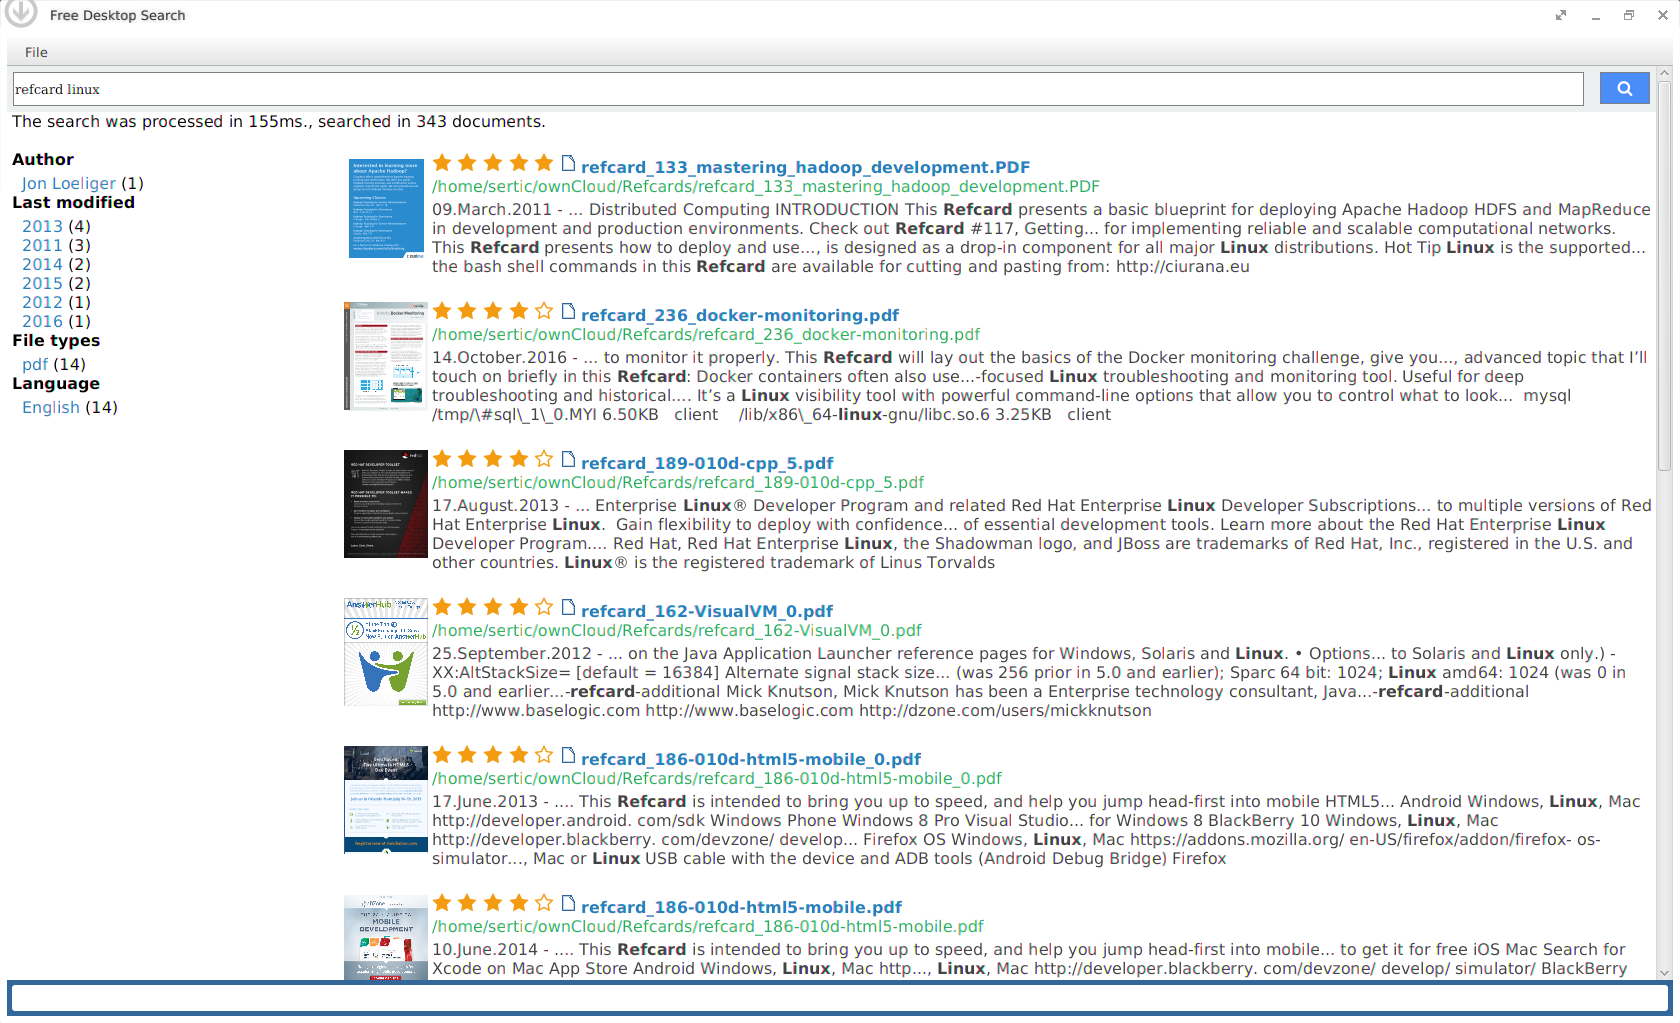 Free Desktop Search
File
refcard linux
The search was processed in 155ms., searched in 343 documents.
Author
Jon Loeliger (1)
Last modified
2013 (4)
2011 (3)
2014 (2)
2015 (2)
2012 (1)
2016 (1)
File types
pdf (14)
Language
English (14)
Interested in learning more
about Apache Hadoop?
refcard_133_mastering_hadoop_development.PDF
/home/sertic/ownCloud/Refcards/refcard_133_mastering_hadoop_development.PDF
09.March.2011 - ... Distributed Computing INTRODUCTION This Refcard presents a basic blueprint for deploying Apache Hadoop HDFS and MapReduce
in development and production environments. Check out Refcard #117, Getting... for implementing reliable and scalable computational networks.
This Refcard presents how to deploy and use..., is designed as a drop-in component for all major Linux distributions. Hot Tip Linux is the supported...
the bash shell commands in this Refcard are available for cutting and pasting from: http://ciurana.eu
Docker Monitoring
refcard_236_docker-monitoring.pdf
/home/sertic/ownCloud/Refcards/refcard_236_docker-monitoring.pdf
14.October.2016 - ... to monitor it properly. This Refcard will lay out the basics of the Docker monitoring challenge, give you..., advanced topic that I'll
touch on briefly in this Refcard: Docker containers often also use...-focused Linux troubleshooting and monitoring tool. Useful for deep
troubleshooting and historical.... It's a Linux visibility tool with powerful command-line options that allow you to control what to look... mysql
/tmp/\#sql\_1\_0.MYI 6.50KB client /lib/x86\_64-linux-gnu/libc.so.6 3.25KB client
RED HAT DEVELOPER TOOLSET
refcard_189-010d-cpp_5.pdf
/home/sertic/ownCloud/Refcards/refcard_189-010d-cpp_5.pdf
17.August.2013 - ... Enterprise Linux® Developer Program and related Red Hat Enterprise Linux Developer Subscriptions... to multiple versions of Red
Hat Enterprise Linux. Gain flexibility to deploy with confidence... of essential development tools. Learn more about the Red Hat Enterprise Linux
Developer Program.... Red Hat, Red Hat Enterprise Linux, the Shadowman logo, and JBoss are trademarks of Red Hat, Inc., registered in the U.S. and
other countries. Linux® is the registered trademark of Linus Torvalds
AnswerHub
refcard_162-VisualVM_0.pdf
/home/sertic/ownCloud/Refcards/refcard_162-VisualVM_0.pdf
25.September.2012 - ... on the Java Application Launcher reference pages for Windows, Solaris and Linux. • Options... to Solaris and Linux only.) -
XX:AltStackSize= [default = 16384] Alternate signal stack size... (was 256 prior in 5.0 and earlier); Sparc 64 bit: 1024; Linux amd64: 1024 (was 0 in
5.0 and earlier...-refcard-additional Mick Knutson, Mick Knutson has been a Enterprise technology consultant, Java...-refcard-additional
http://www.baselogic.com http://www.baselogic.com http://dzone.com/users/mickknutson
refcard_186-010d-html5-mobile_0.pdf
/home/sertic/ownCloud/Refcards/refcard_186-010d-html5-mobile_0.pdf
17.June.2013 - .... This Refcard is intended to bring you up to speed, and help you jump head-first into mobile HTML5... Android Windows, Linux, Mac
http://developer.android. com/sdk Windows Phone Windows 8 Pro Visual Studio... for Windows 8 BlackBerry 10 Windows, Linux, Mac
http://developer.blackberry. com/devzone/ develop... Firefox OS Windows, Linux, Mac https://addons.mozilla.org/ en-US/firefox/addon/firefox- os-
simulator..., Mac or Linux USB cable with the device and ADB tools (Android Debug Bridge) Firefox
MOBILE
DEVELOPMENT
refcard_186-010d-html5-mobile.pdf
/home/sertic/ownCloud/Refcards/refcard_186-010d-html5-mobile.pdf
10.June.2014 - .... This Refcard is intended to bring you up to speed, and help you jump head-first into mobile... to get it for free iOS Mac Search for
Xcode on Mac App Store Android Windows, Linux, Mac http..., Linux, Mac http://developer.blackberry. com/devzone/ develop/ simulator/ BlackBerry